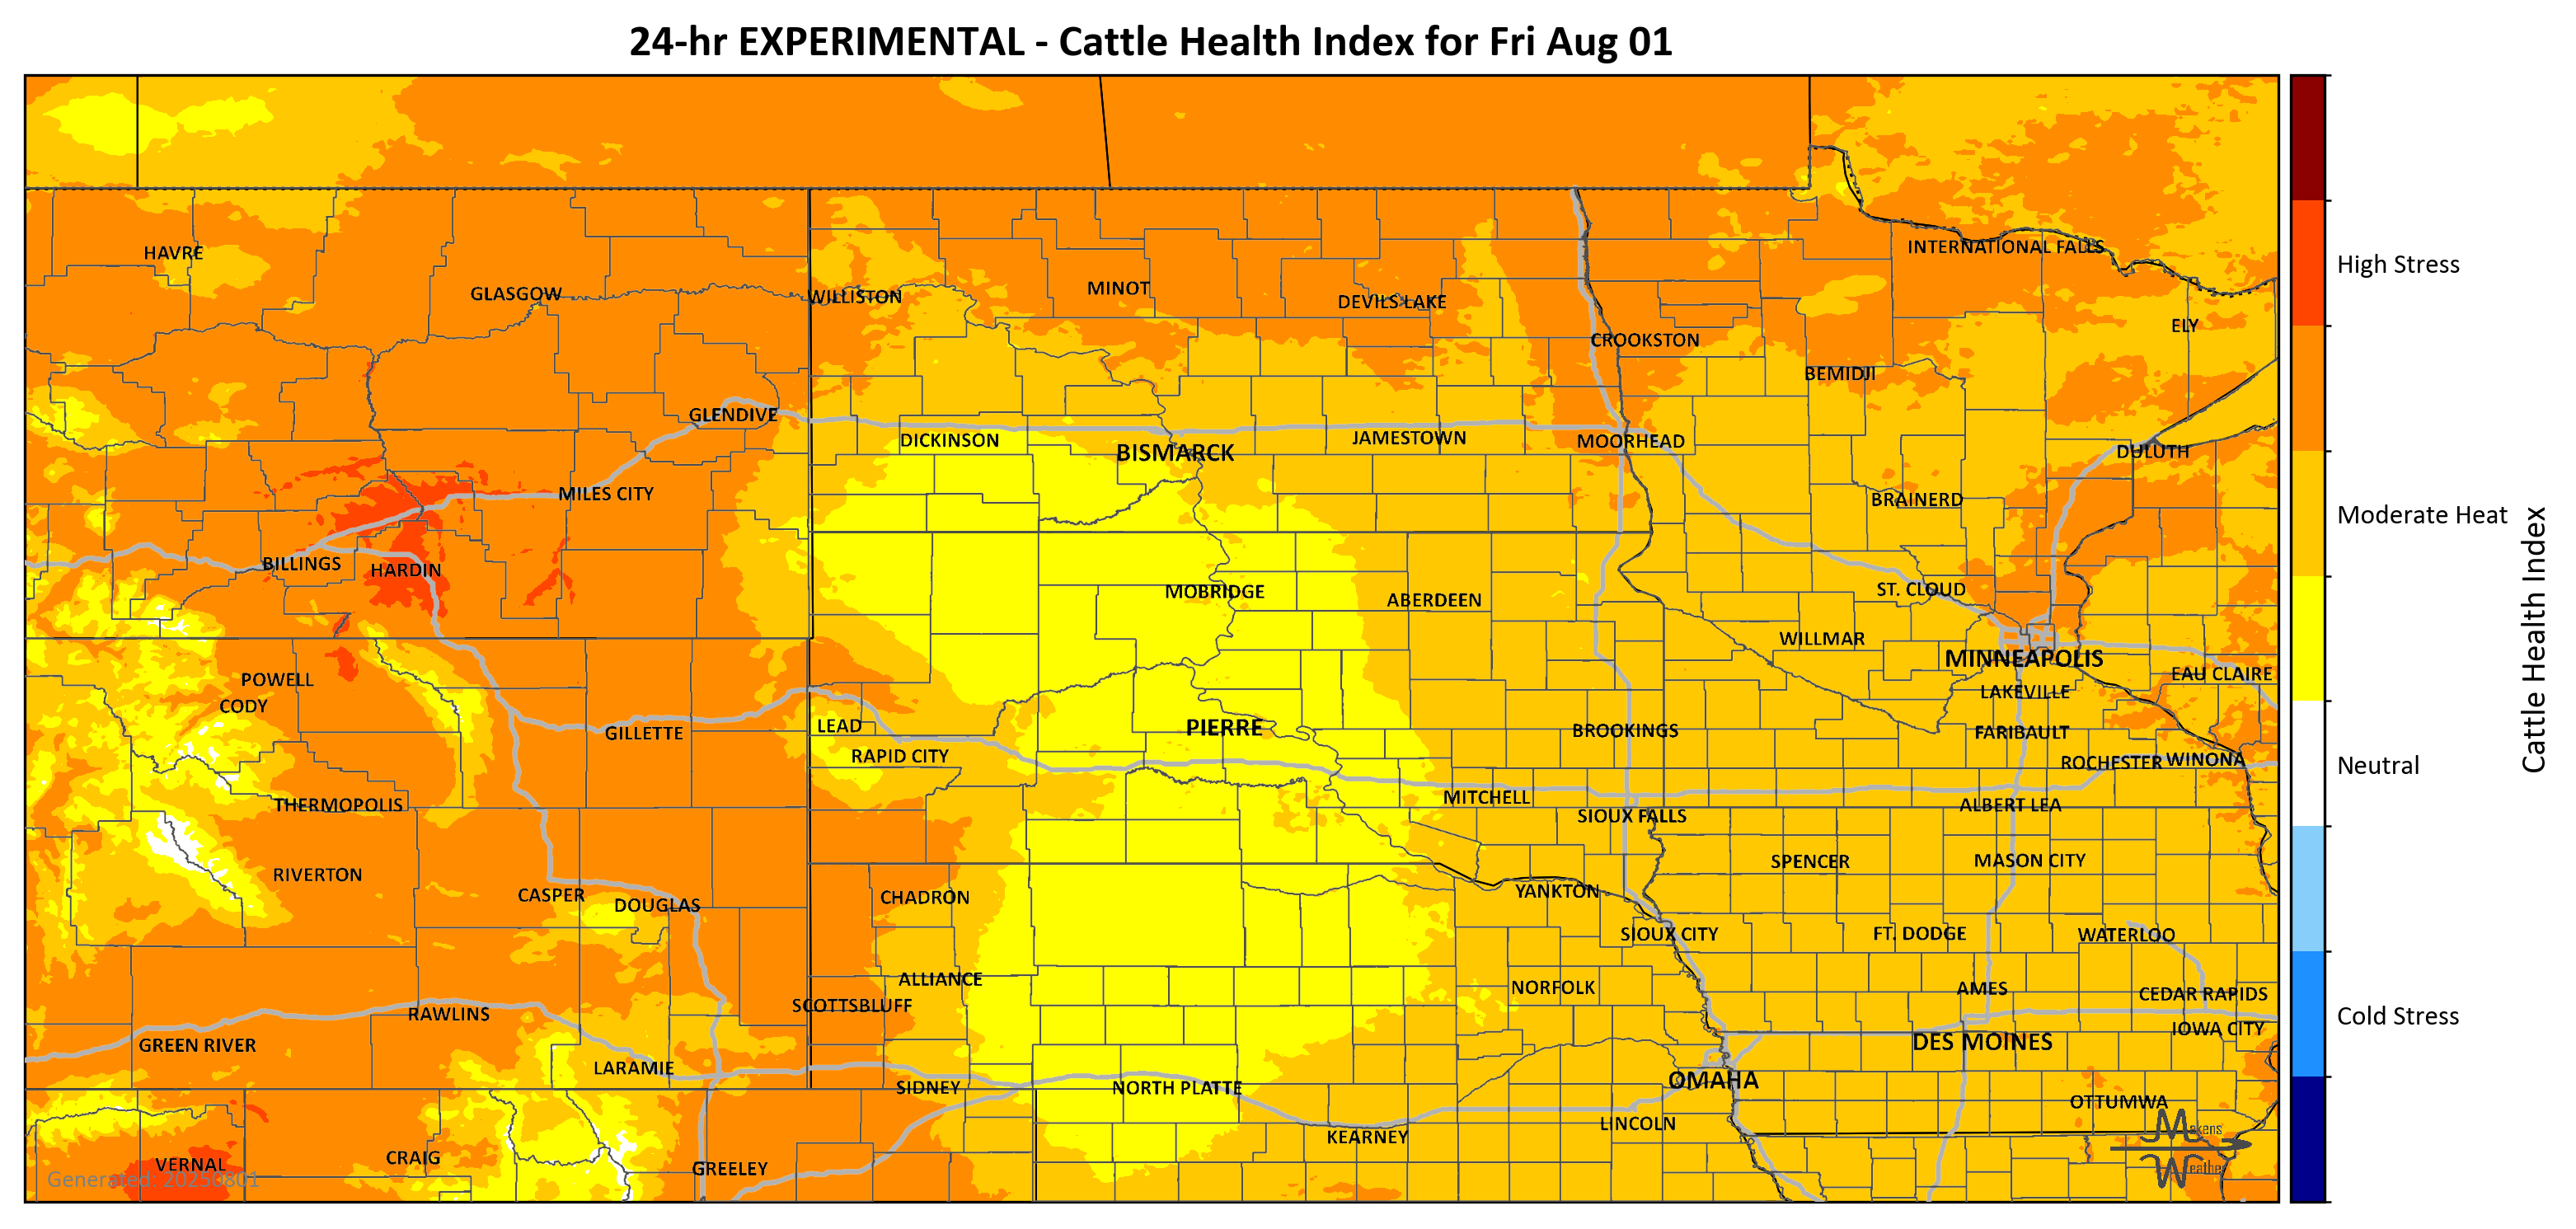 24-hr EXPERIMENTAL - Cattle Health Index for Fri Aug 01
HAVRE
INTERNATIONAL FALLS
High Stress
GLASGOW
WILLISTON
MINOT
DEVILS LAKE
ELY
CROOKSTON
BEMIDJI
GLENDIVE
DICKINSON
BISMARCK
JAMESTOWN
MOORHEAD
DULUTH
MILES CITY
BRAINERD
Moderate Heat
BILLINGS
HARDIN
MOBRIDGE
ABERDEEN
ST. CLOUD
WILLMAR
MINNEAPOLIS
Cattle Health Index
POWELL
EAU CLAIRE
CODY
LAKEVILLE
GILLETTE
LEAD
PIERRE
BROOKINGS
FARIBAULT
RAPID CITY
ROCHESTER
WINONA
Neutral
THERMOPOLIS
MITCHELL
ALBERT LEA
SIOUX FALLS
RIVERTON
SPENCER
MASON CITY
CASPER
DOUGLAS
CHADRON
YANKTON
SIOUX CITY
FT. DODGE
WATERLOO
ALLIANCE
NORFOLK
AMES
CEDAR RAPIDS
SCOTTSBLUFF
RAWLINS
Cold Stress
GREEN RIVER
IOWA CITY
DES MOINES
LARAMIE
SIDNEY
NORTH PLATTE
OMAHA
OTTUMWA
LINCOLN
KEARNEY
Makens
Weather
VERNAL
CRAIG
GREELEY
Generated: 20250801